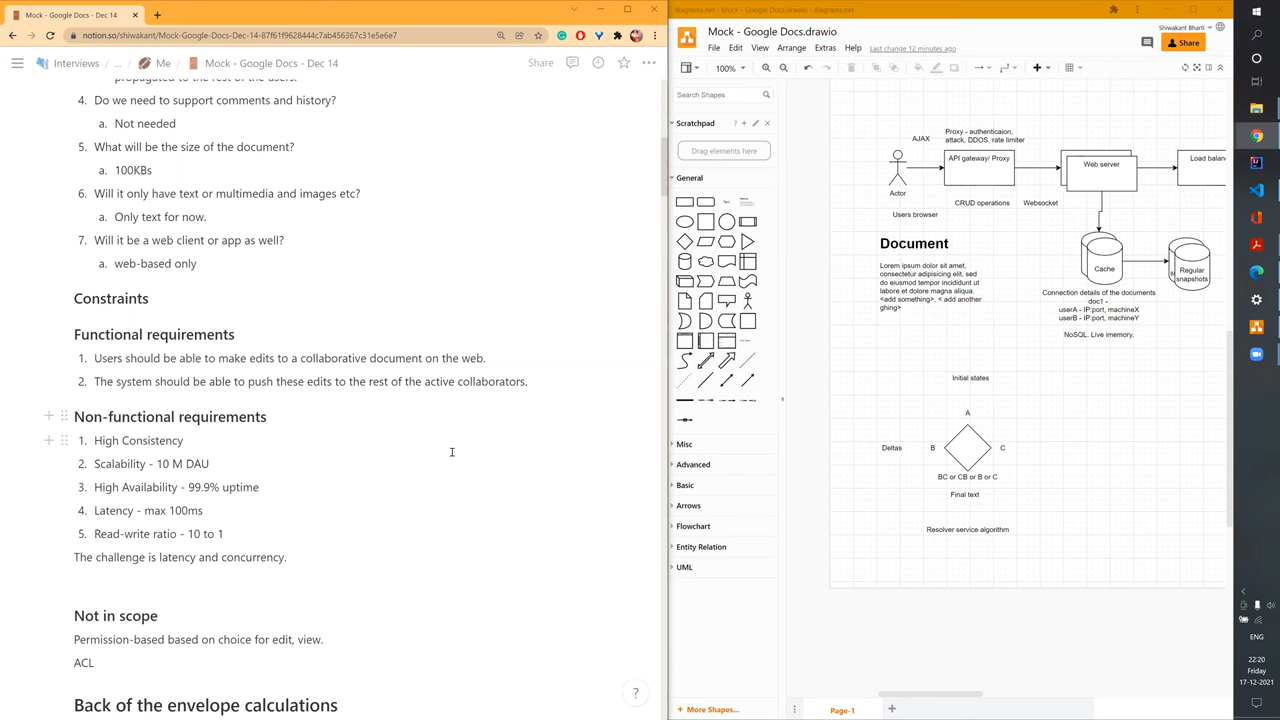 Mock - Google Docs - Dec 14
notion.so/shiwakant/Mock-Google-Docs-Dec-14-87f61f9628444c7ab456367c31e5e6e7
Interviews / ... / Me / Mock - Google Docs - Dec 14
Share
propagated to the rest of the users.
4. Do we need to support comments and history?
a. Not needed
5. What will be the size of the document?
a. 100KBs
6. Will it only have text or multimedia and images etc?
a. Only text for now.
7. Will it be a web client or app as well?
a. web-based only
Constraints
Functional requirements
1. Users should be able to make edits to a collaborative document on the web.
2. The system should be able to push these edits to the rest of the active collaborators.
Non-functional requirements
1. High Consistency
2. Scalability - 10 M DAU
3. High Availability - 99.9% uptime
4. Latency - max 100ms
5. Read-write ratio - 10 to 1
The challenge is latency and concurrency.
Not in scope
Permission-based based on choice for edit, view.
ACL
Back of the envelope calculations
?
diagrams.net - Mock - Google Docs.drawio - diagrams.net
Mock - Google Docs.drawio
Shiwakant Bharti
Share
File Edit View Arrange Extras Help Last change 12 minutes ago
100%
Search Shapes
Scratchpad
?
Drag elements here
General
Text
Misc
Advanced
Basic
Arrows
Flowchart
Entity Relation
UML
+ More Shapes...
AJAX
Proxy - authenticaion,
attack, DDOS, rate limiter
API gateway/ Proxy
Web server
Load balanc
Actor
CRUD operations
Websocket
Users browser
Document
Lorem ipsum dolor sit amet,
consectetur adipisicing elit, sed
do eiusmod tempor incididunt ut
labore et dolore magna aliqua.
<add something>. < add another
ghing>
Cache
s
Regular
snapshots
Connection details of the documents
doc1 -
userA - IP:port, machineX
userB - IP:port, machineY
NoSQL. Live imemory.
Initial states
A
Deltas
B
C
BC or CB or B or C
Final text
Resolver service algorithm
Page-1
ENG
22:20
Friday
17-12-2021